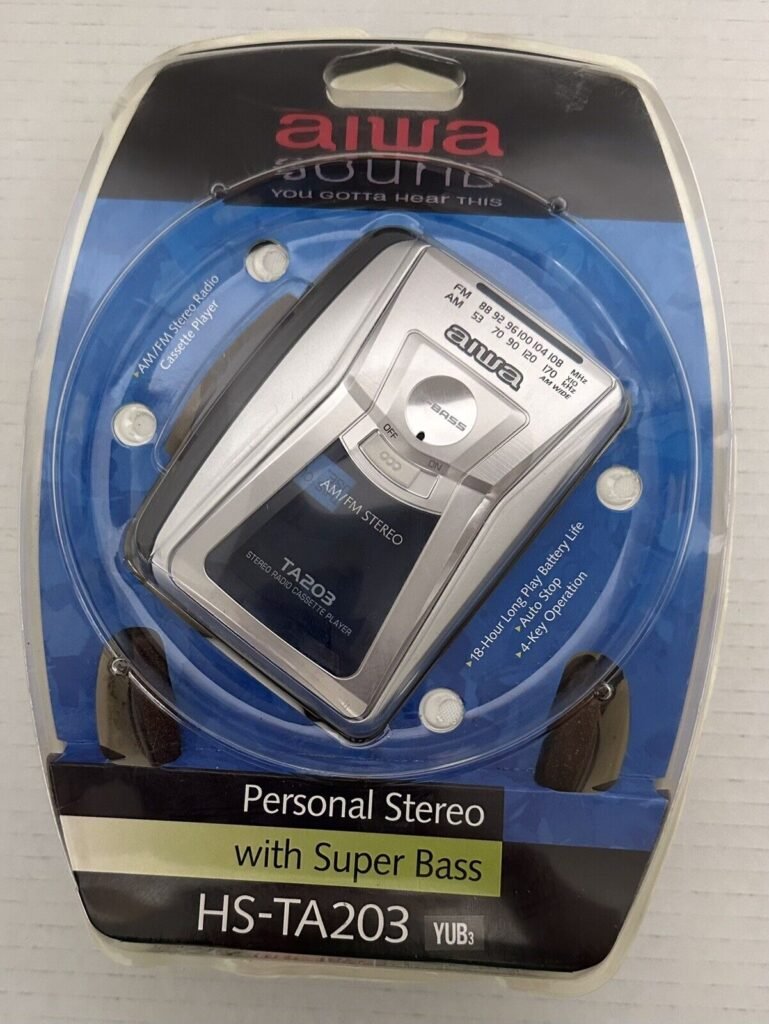 aiwa
SOUND
YOU GOTTA Hear THIS
▸AM/FM Stereo Radio
Cassette Player
FM 88 92 96 100 104 108 MHz
AM 53 70 90 120 170 X10 kHz
AM WIDE
aiwa
S-BASS
OFF
ON
AM/FM STEREO
TA203
STEREO RADIO CASSETTE PLAYER
▸18-Hour Long Play Battery Life
▸Auto Stop
▸4-Key Operation
Personal Stereo
with Super Bass
HS-TA203 YUB3